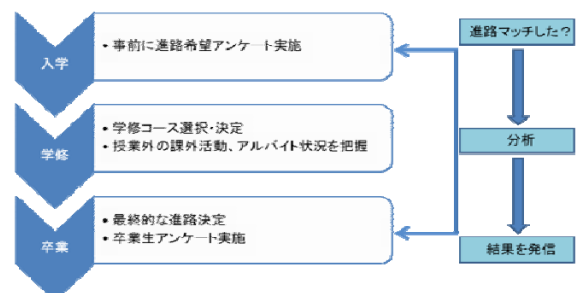 入学
• 事前に進路希望アンケート実施
学修
• 学修コース選択・決定
• 授業外の課外活動、アルバイト状況を把握
卒業
• 最終的な進路決定
• 卒業生アンケート実施
進路マッチした?
分析
結果を発信